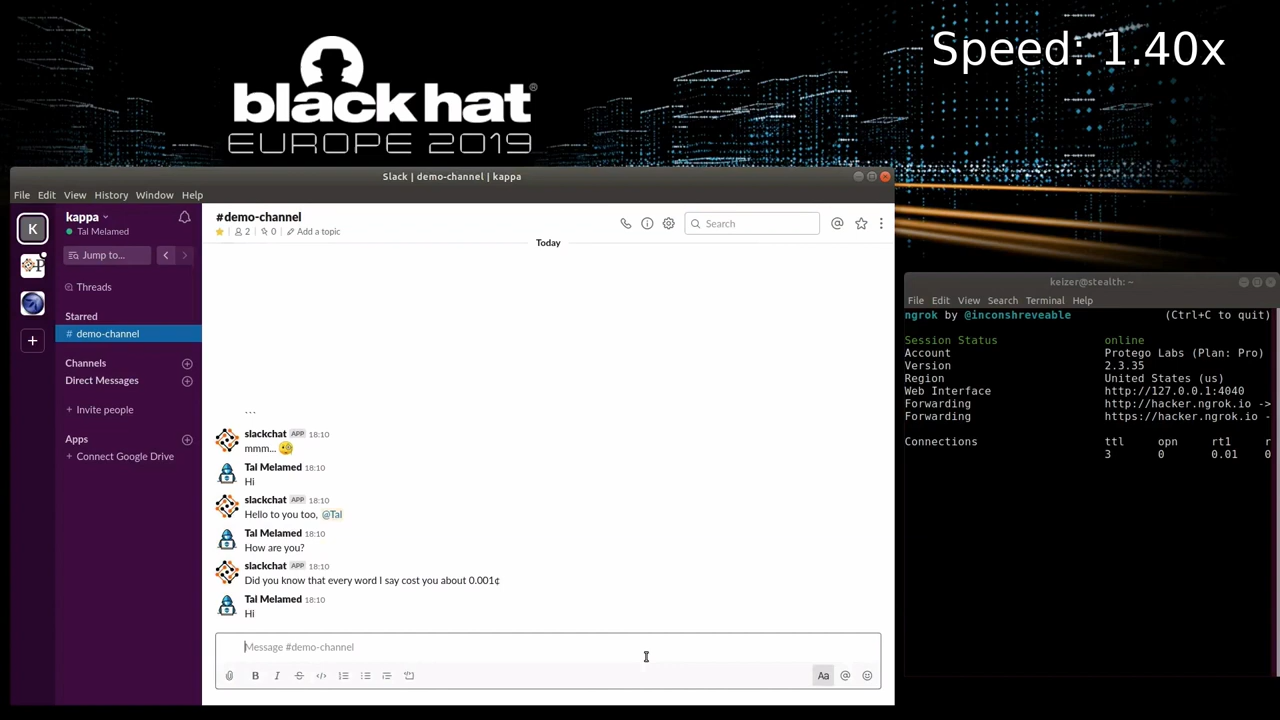 Speed: 1.40x
black hat®
EUROPE 2019
Slack | demo-channel | kappa
File Edit View History Window Help
K
kappa
Tal Melamed
Jump to...
Threads
Starred
# demo-channel
Channels
Direct Messages
+ Invite people
Apps
+ Connect Google Drive
#demo-channel
2 0 Add a topic
Search
Today
```
slackchat APP 18:10
mmm...
Tal Melamed 18:10
Hi
slackchat APP 18:10
Hello to you too, @Tal
Tal Melamed 18:10
How are you?
slackchat APP 18:10
Did you know that every word I say cost you about 0.001¢
Tal Melamed 18:10
Hi
Message #demo-channel
B I S </> Aa @
keizer@stealth: ~
File Edit View Search Terminal Help
ngrok by @inconshreveable (Ctrl+C to quit)
Session Status online
Account Protego Labs (Plan: Pro)
Version 2.3.35
Region United States (us)
Web Interface http://127.0.0.1:4040
Forwarding http://hacker.ngrok.io ->
Forwarding https://hacker.ngrok.io -
Connections ttl opn rt1 r
3 0 0.01 0